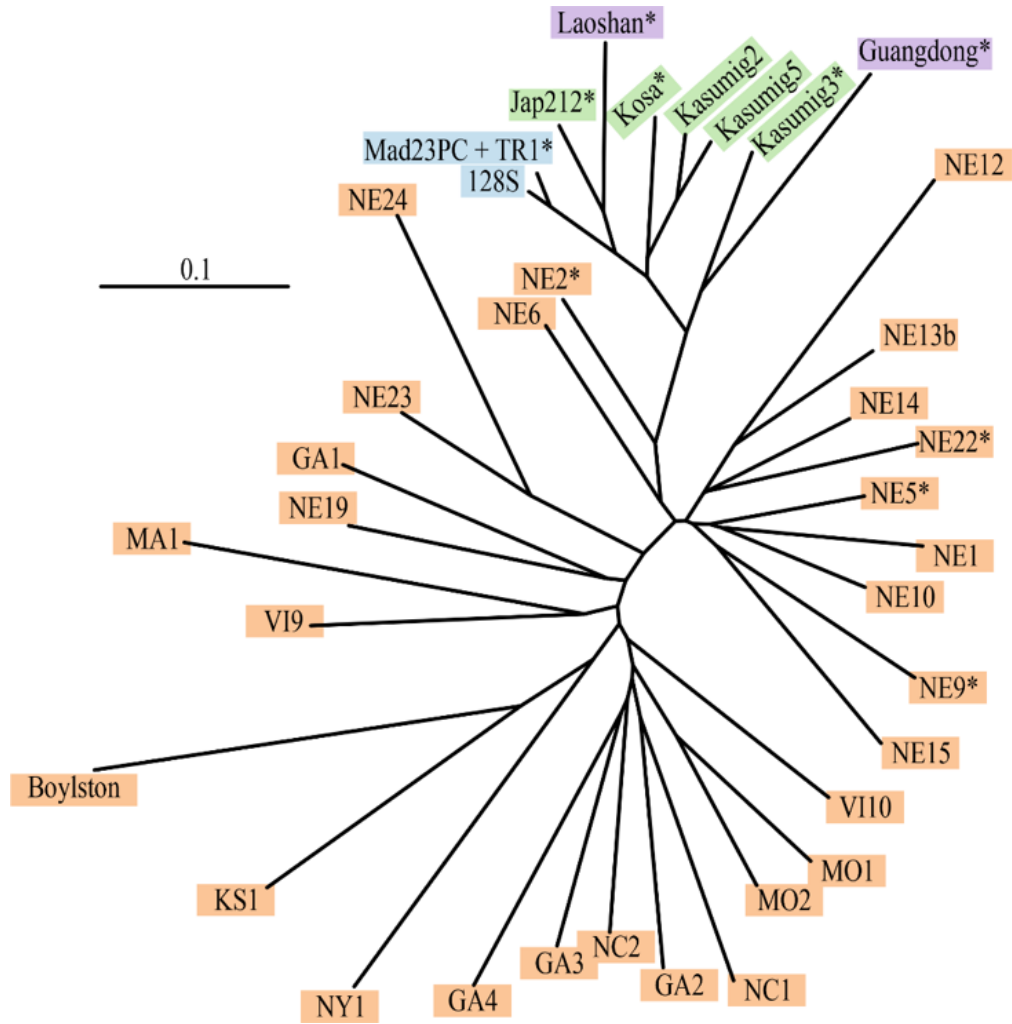 Laoshan*
Guangdong*
Kosa*
Kasumig2
Kasumig5
Kasumig3*
Jap212*
Mad23PC + TR1*
128S
NE12
NE24
0.1
NE2*
NE6
NE13b
NE23
NE14
NE22*
GA1
NE5*
NE19
MA1
NE1
NE10
VI9
NE9*
NE15
Boylston
VI10
MO1
KS1
MO2
NC2
GA3
GA2
NC1
NY1
GA4